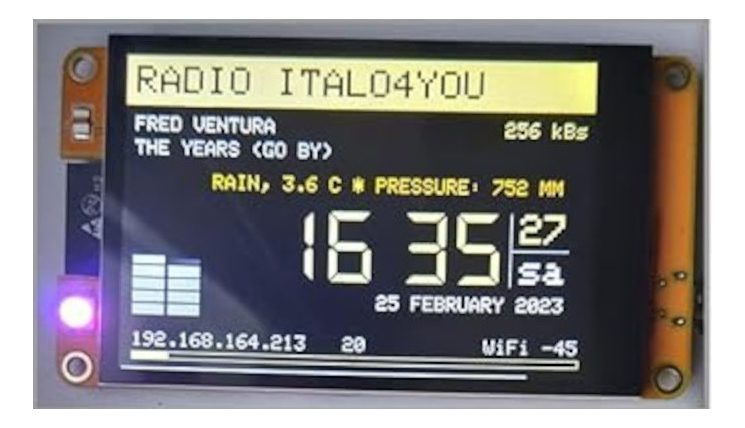 RADIO ITALO4YOU
FRED VENTURA 256 kBs
THE YEARS (GO BY)
RAIN, 3.6 C * PRESSURE: 752 MM
16 35 27
sa
25 FEBRUARY 2023
192.168.164.213 20 WiFi -45